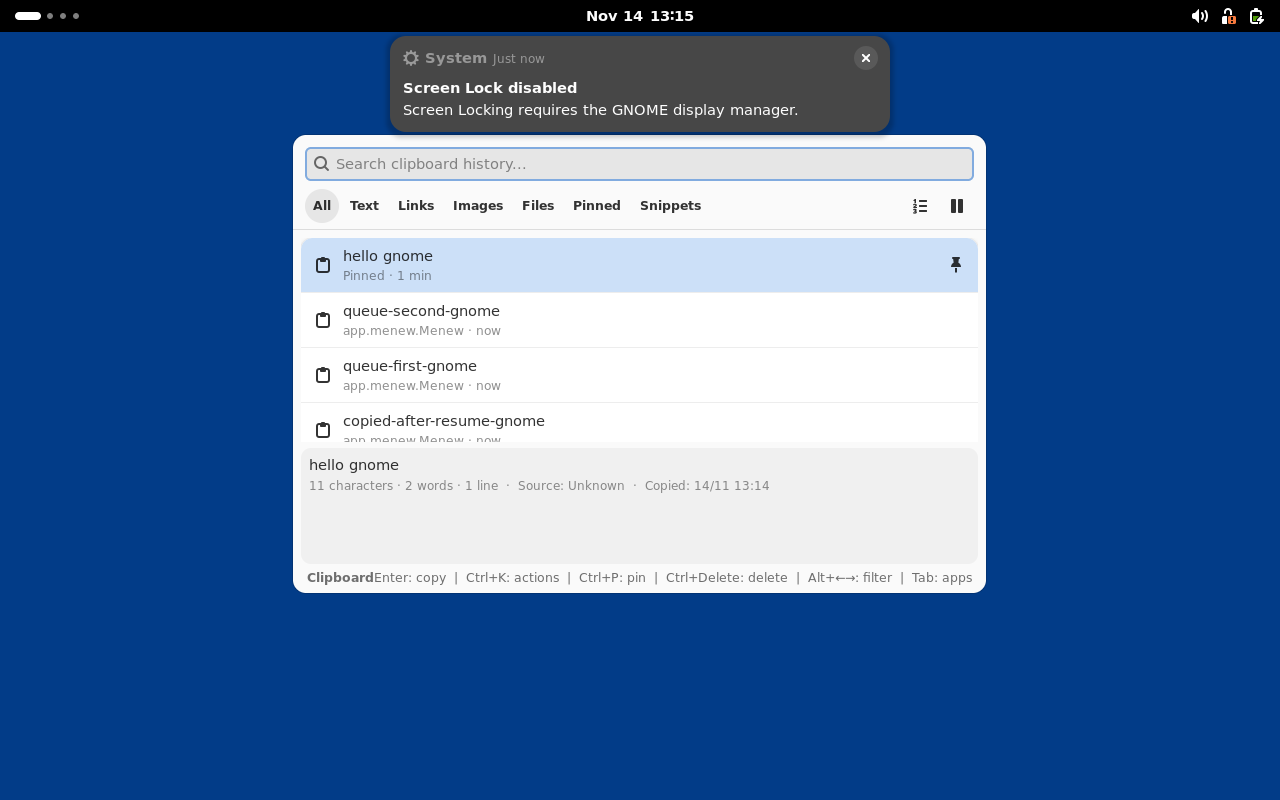 Nov 14 13:15
System Just now
Screen Lock disabled
Screen Locking requires the GNOME display manager.
Search clipboard history...
All Text Links Images Files Pinned Snippets
hello gnome
Pinned · 1 min
queue-second-gnome
app.menew.Menew · now
queue-first-gnome
app.menew.Menew · now
copied-after-resume-gnome
app.menew.Menew · now
hello gnome
11 characters · 2 words · 1 line · Source: Unknown · Copied: 14/11 13:14
ClipboardEnter: copy | Ctrl+K: actions | Ctrl+P: pin | Ctrl+Delete: delete | Alt+←→: filter | Tab: apps